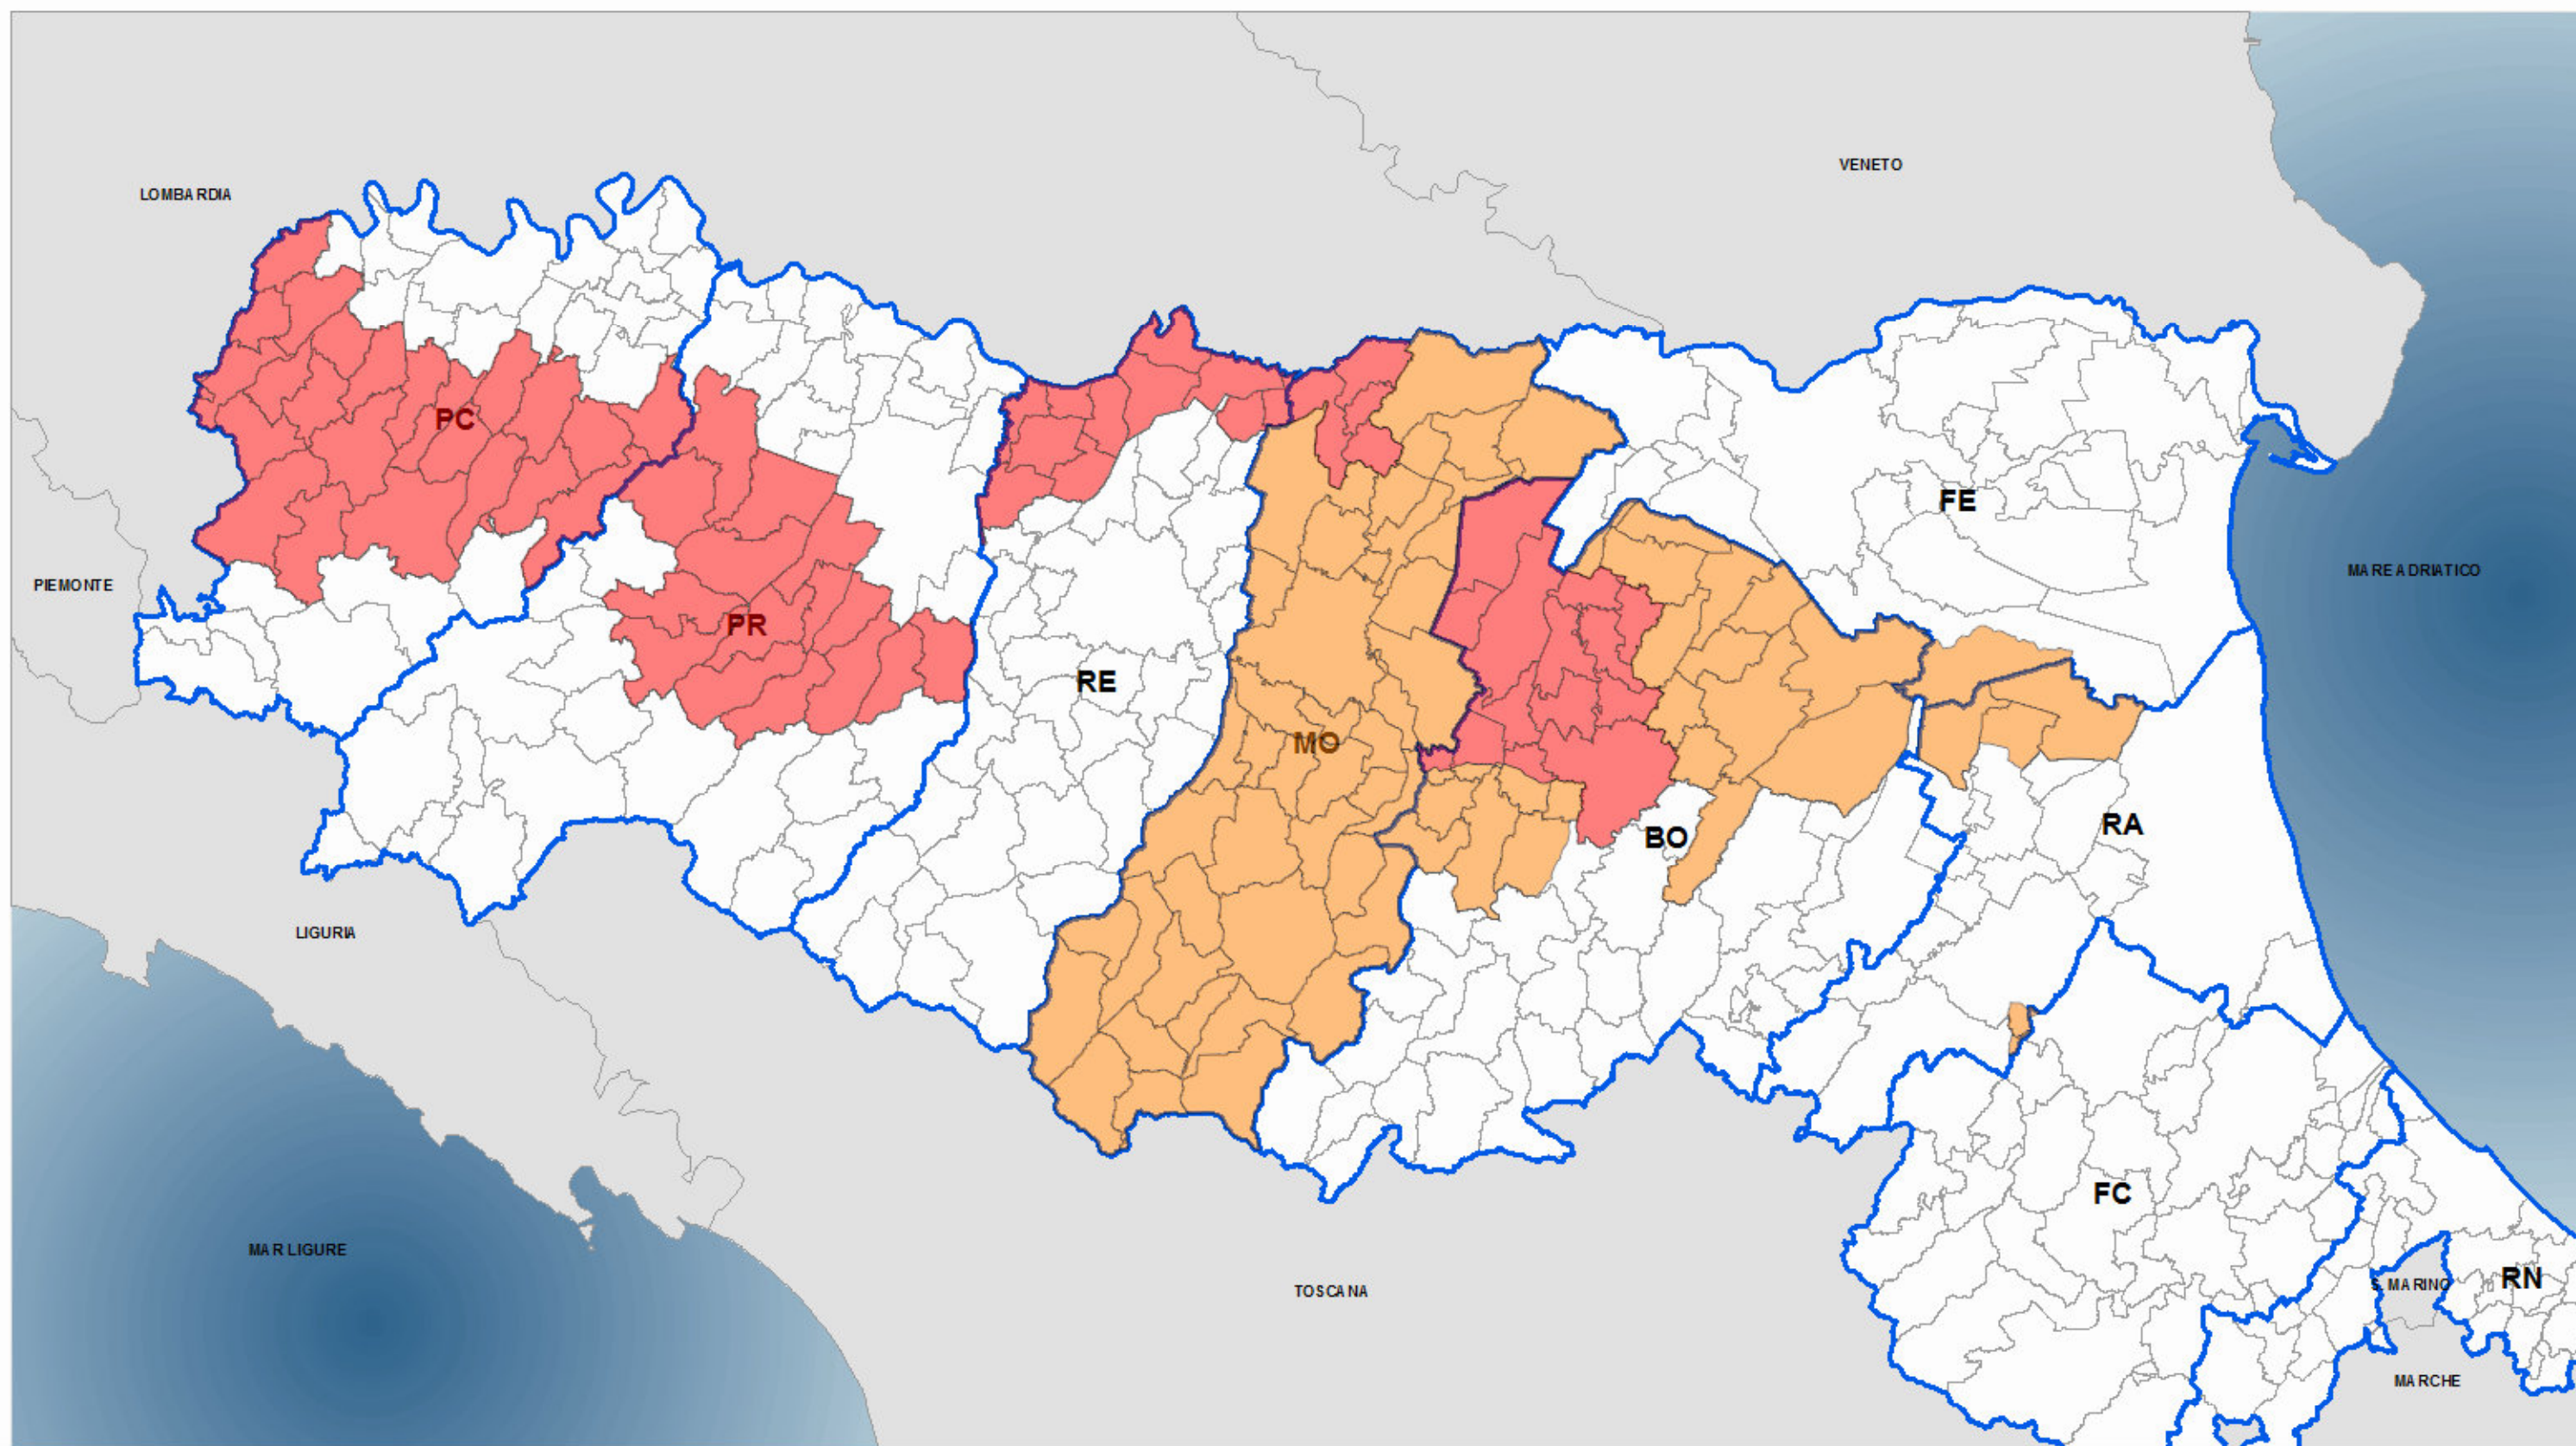 VENETO
LOMBARDIA
PC
FE
MARE ADRIATICO
PIEMONTE
PR
RE
MO
RA
BO
LIGURIA
FC
MAR LIGURE
RN
S. MARINO
TOSCANA
MARCHE